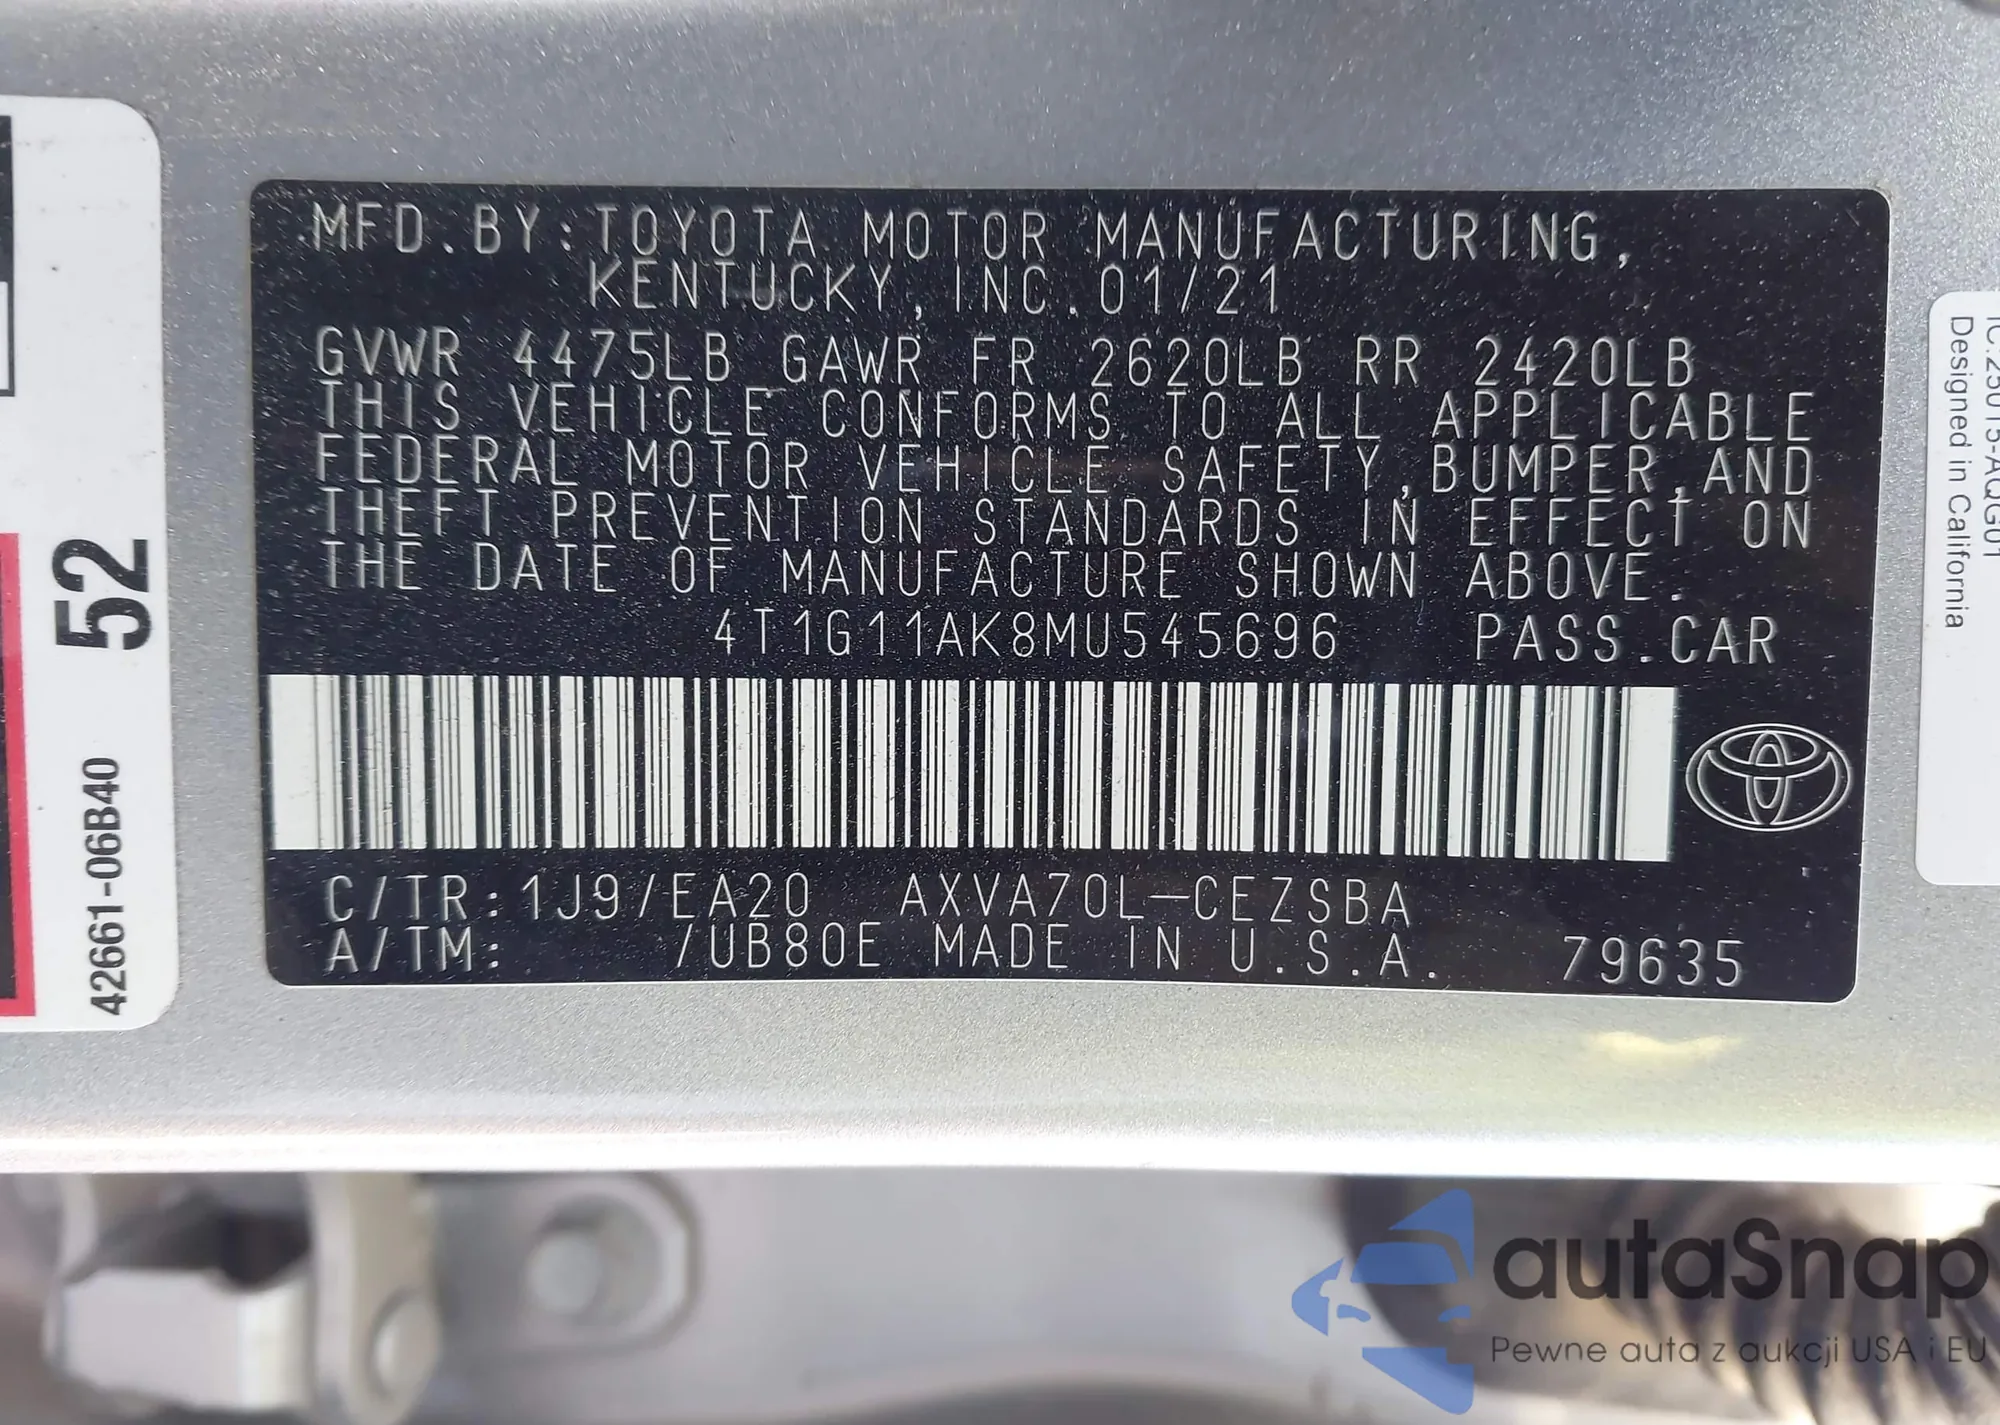 MFD.BY:TOYOTA MOTOR MANUFACTURING,
KENTUCKY,INC.01/21
GVWR 4475LB GAWR FR 2620LB RR 2420LB
THIS VEHICLE CONFORMS TO ALL APPLICABLE
FEDERAL MOTOR VEHICLE SAFETY,BUMPER,AND
THEFT PREVENTION STANDARDS IN EFFECT ON
THE DATE OF MANUFACTURE SHOWN ABOVE.
4T1G11AK8MU545696 PASS.CAR
C/TR:1J9/EA20 AXVA70L-CEZSBA
A/TM: /UB80E MADE IN U.S.A. 79635
52
42661-06B40
IC:25015-AQG01
Designed in California
autaSnap
Pewne auta z aukcji USA i EU